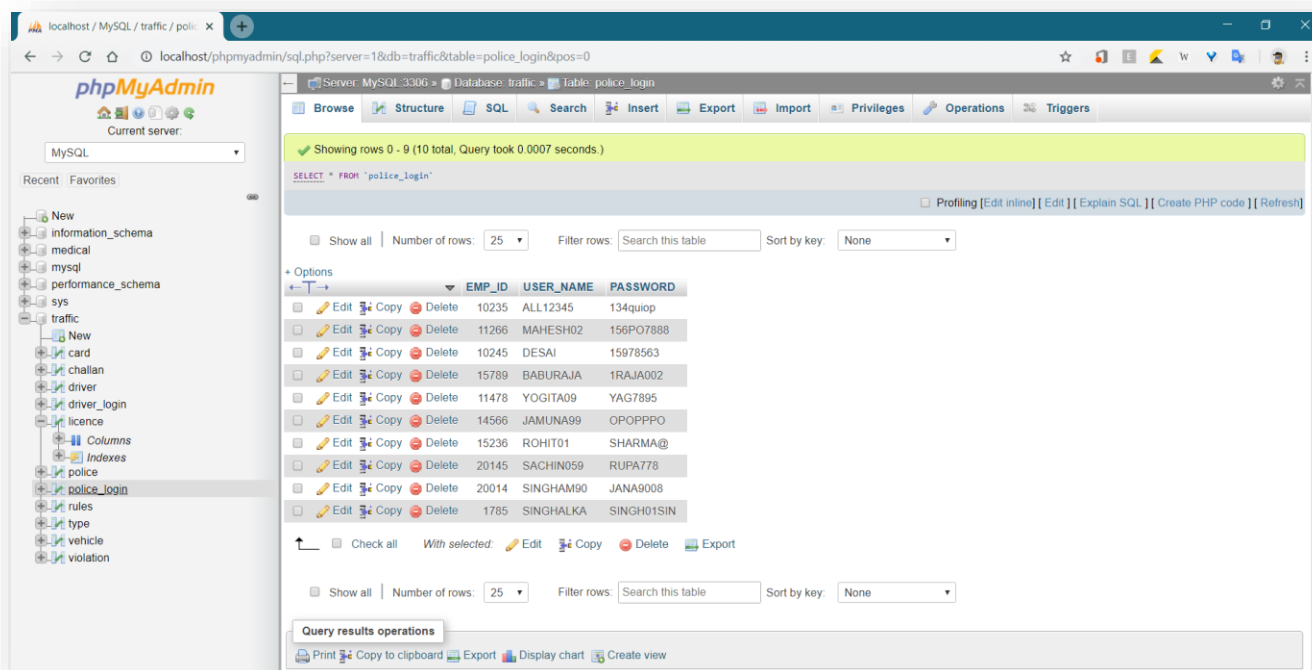 localhost / MySQL / traffic / polic
localhost/phpmyadmin/sql.php?server=1&db=traffic&table=police_login&pos=0
phpMyAdmin
Current server:
MySQL
Recent Favorites
New
information_schema
medical
mysql
performance_schema
sys
traffic
New
card
challan
driver
driver_login
licence
Columns
Indexes
police
police_login
rules
type
vehicle
violation
Server: MySQL:3306 » Database: traffic » Table: police_login
Browse Structure SQL Search Insert Export Import Privileges Operations Triggers
Showing rows 0 - 9 (10 total, Query took 0.0007 seconds.)
SELECT * FROM `police_login`
Profiling [Edit inline] [ Edit ] [ Explain SQL ] [ Create PHP code ] [ Refresh]
Show all Number of rows: 25 Filter rows: Search this table Sort by key: None
+ Options
EMP_ID USER_NAME PASSWORD
Edit Copy Delete 10235 ALL12345 134quiop
Edit Copy Delete 11266 MAHESH02 156PO7888
Edit Copy Delete 10245 DESAI 15978563
Edit Copy Delete 15789 BABURAJA 1RAJA002
Edit Copy Delete 11478 YOGITA09 YAG7895
Edit Copy Delete 14566 JAMUNA99 OPOPPPO
Edit Copy Delete 15236 ROHIT01 SHARMA@
Edit Copy Delete 20145 SACHIN059 RUPA778
Edit Copy Delete 20014 SINGHAM90 JANA9008
Edit Copy Delete 1785 SINGHALKA SINGH01SIN
Check all With selected: Edit Copy Delete Export
Show all Number of rows: 25 Filter rows: Search this table Sort by key: None
Query results operations
Print Copy to clipboard Export Display chart Create view